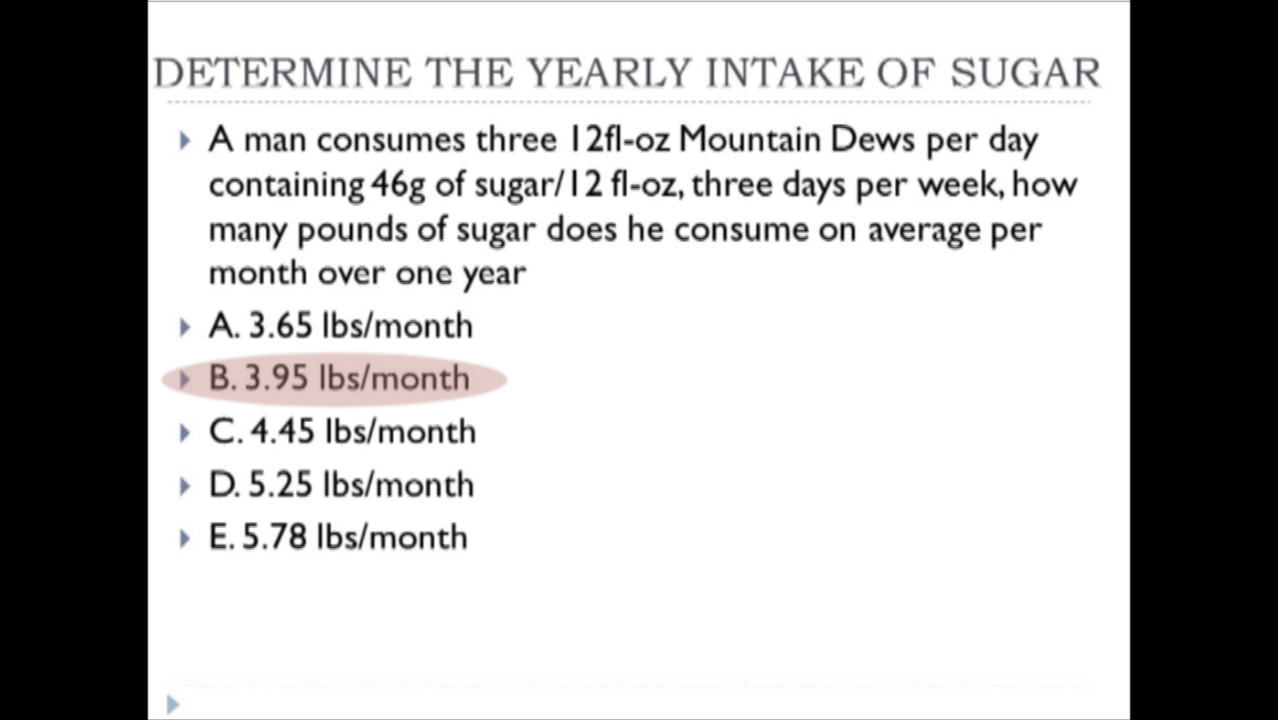 DETERMINE THE YEARLY INTAKE OF SUGAR
A man consumes three 12fl-oz Mountain Dews per day
containing 46g of sugar/12 fl-oz, three days per week, how
many pounds of sugar does he consume on average per
month over one year
A. 3.65 lbs/month
B. 3.95 lbs/month
C. 4.45 lbs/month
D. 5.25 lbs/month
E. 5.78 lbs/month